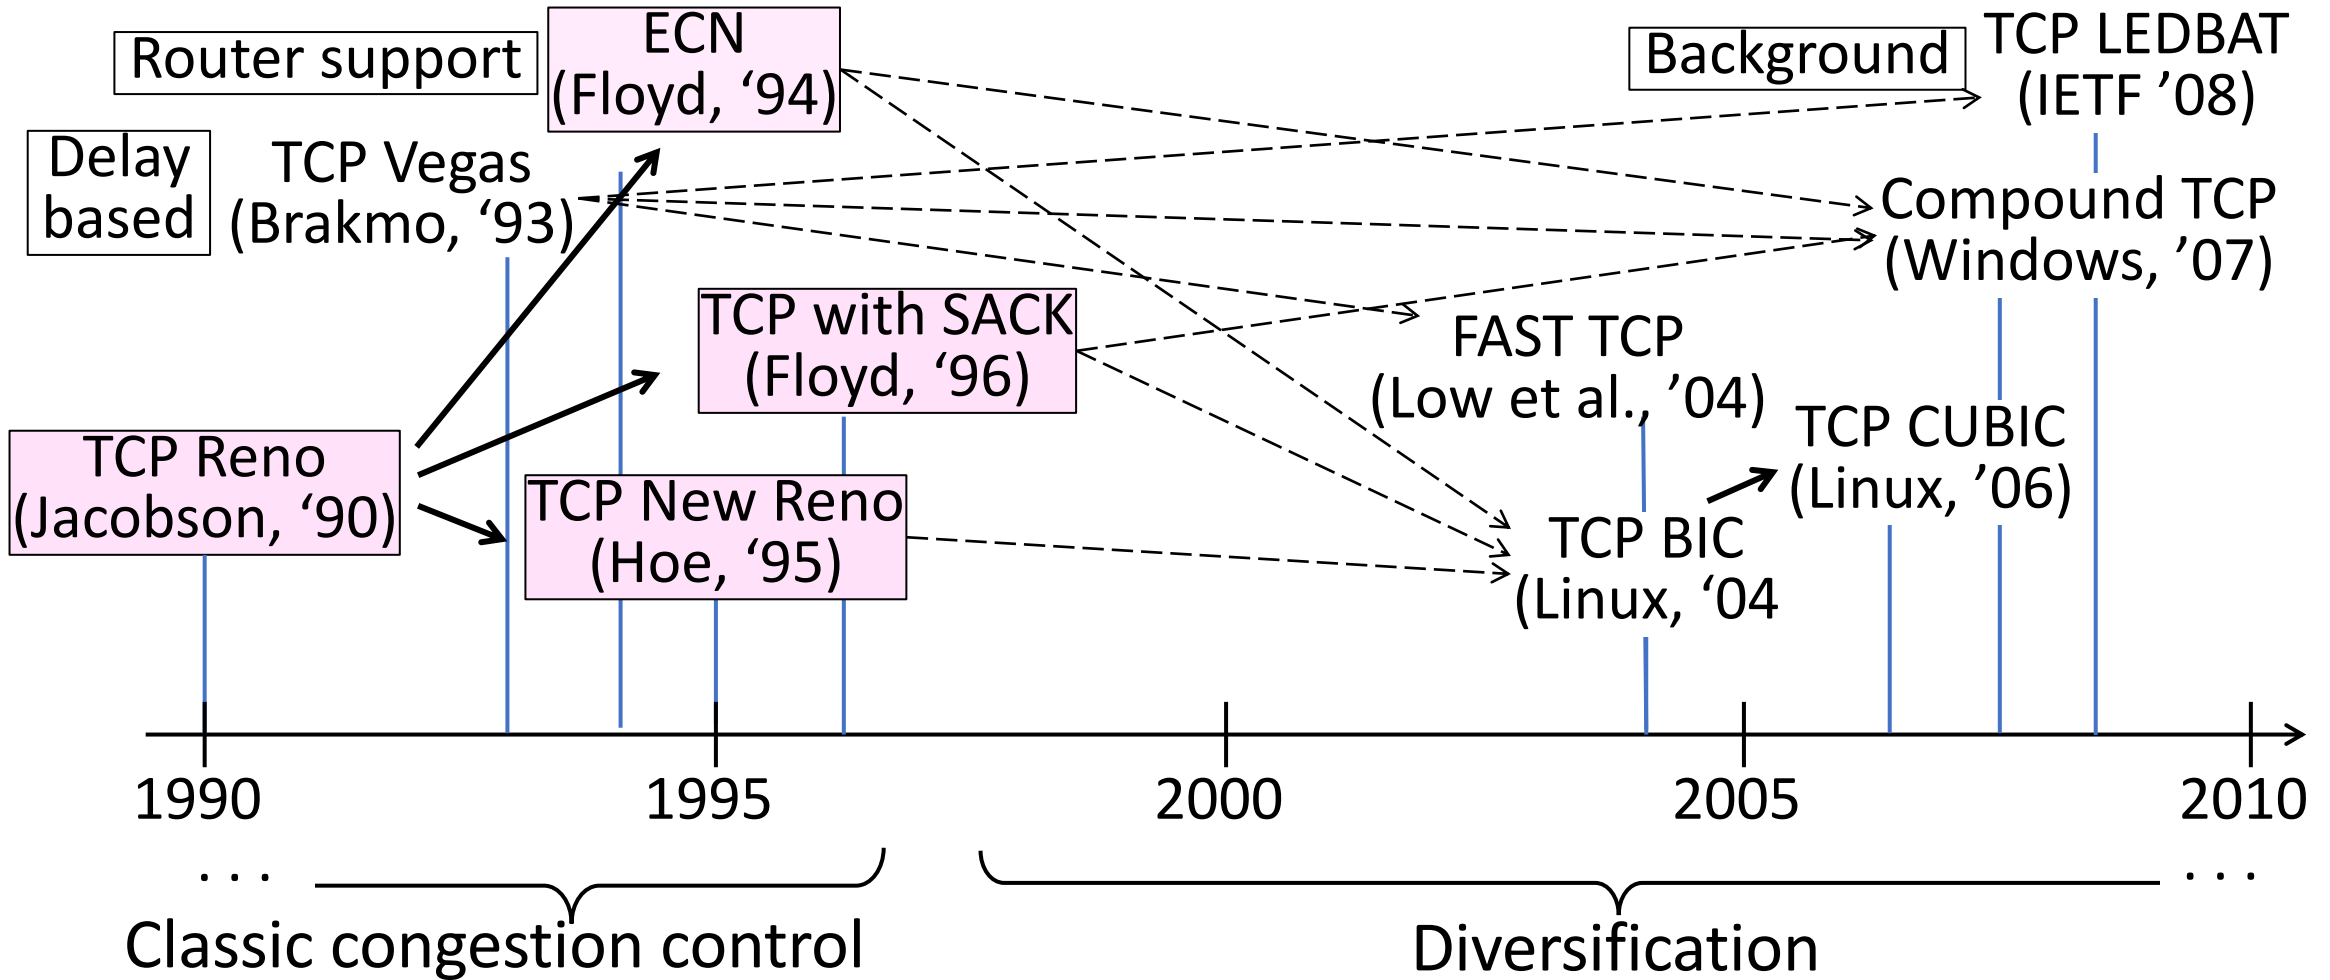 Router support
ECN
(Floyd, ‘94)
Background
TCP LEDBAT
(IETF ’08)
Delay
based
TCP Vegas
(Brakmo, ‘93)
Compound TCP
(Windows, ’07)
TCP with SACK
(Floyd, ‘96)
FAST TCP
(Low et al., ’04)
TCP Reno
(Jacobson, ‘90)
TCP New Reno
(Hoe, ‘95)
TCP CUBIC
(Linux, ’06)
TCP BIC
(Linux, ‘04
1990
1995
2000
2005
2010
. . .
. . .
Classic congestion control
Diversification